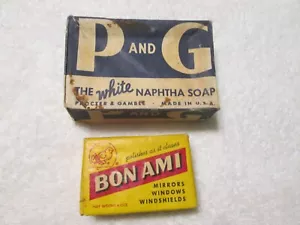 P AND G
THE white NAPHTHA SOAP
PROCTER & GAMBLE · MADE IN U.S.A.
polishes as it cleans
BON AMI
MIRRORS
WINDOWS
WINDSHIELDS